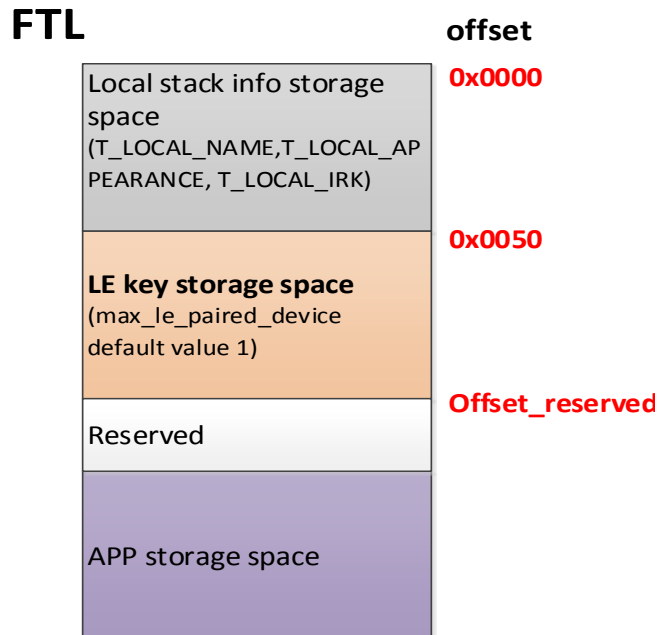 FTL
offset
Local stack info storage
space
(T_LOCAL_NAME,T_LOCAL_AP
PEARANCE, T_LOCAL_IRK)
0x0000
0x0050
LE key storage space
(max_le_paired_device
default value 1)
Offset_reserved
Reserved
APP storage space